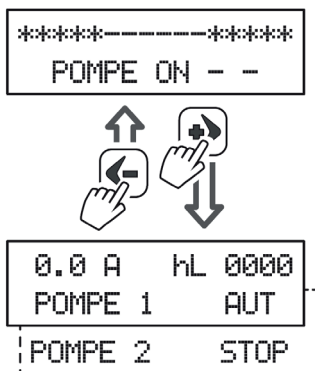 *****------*****
POMPE ON - -
0.0 A hL 0000
POMPE 1 AUT
POMPE 2 STOP